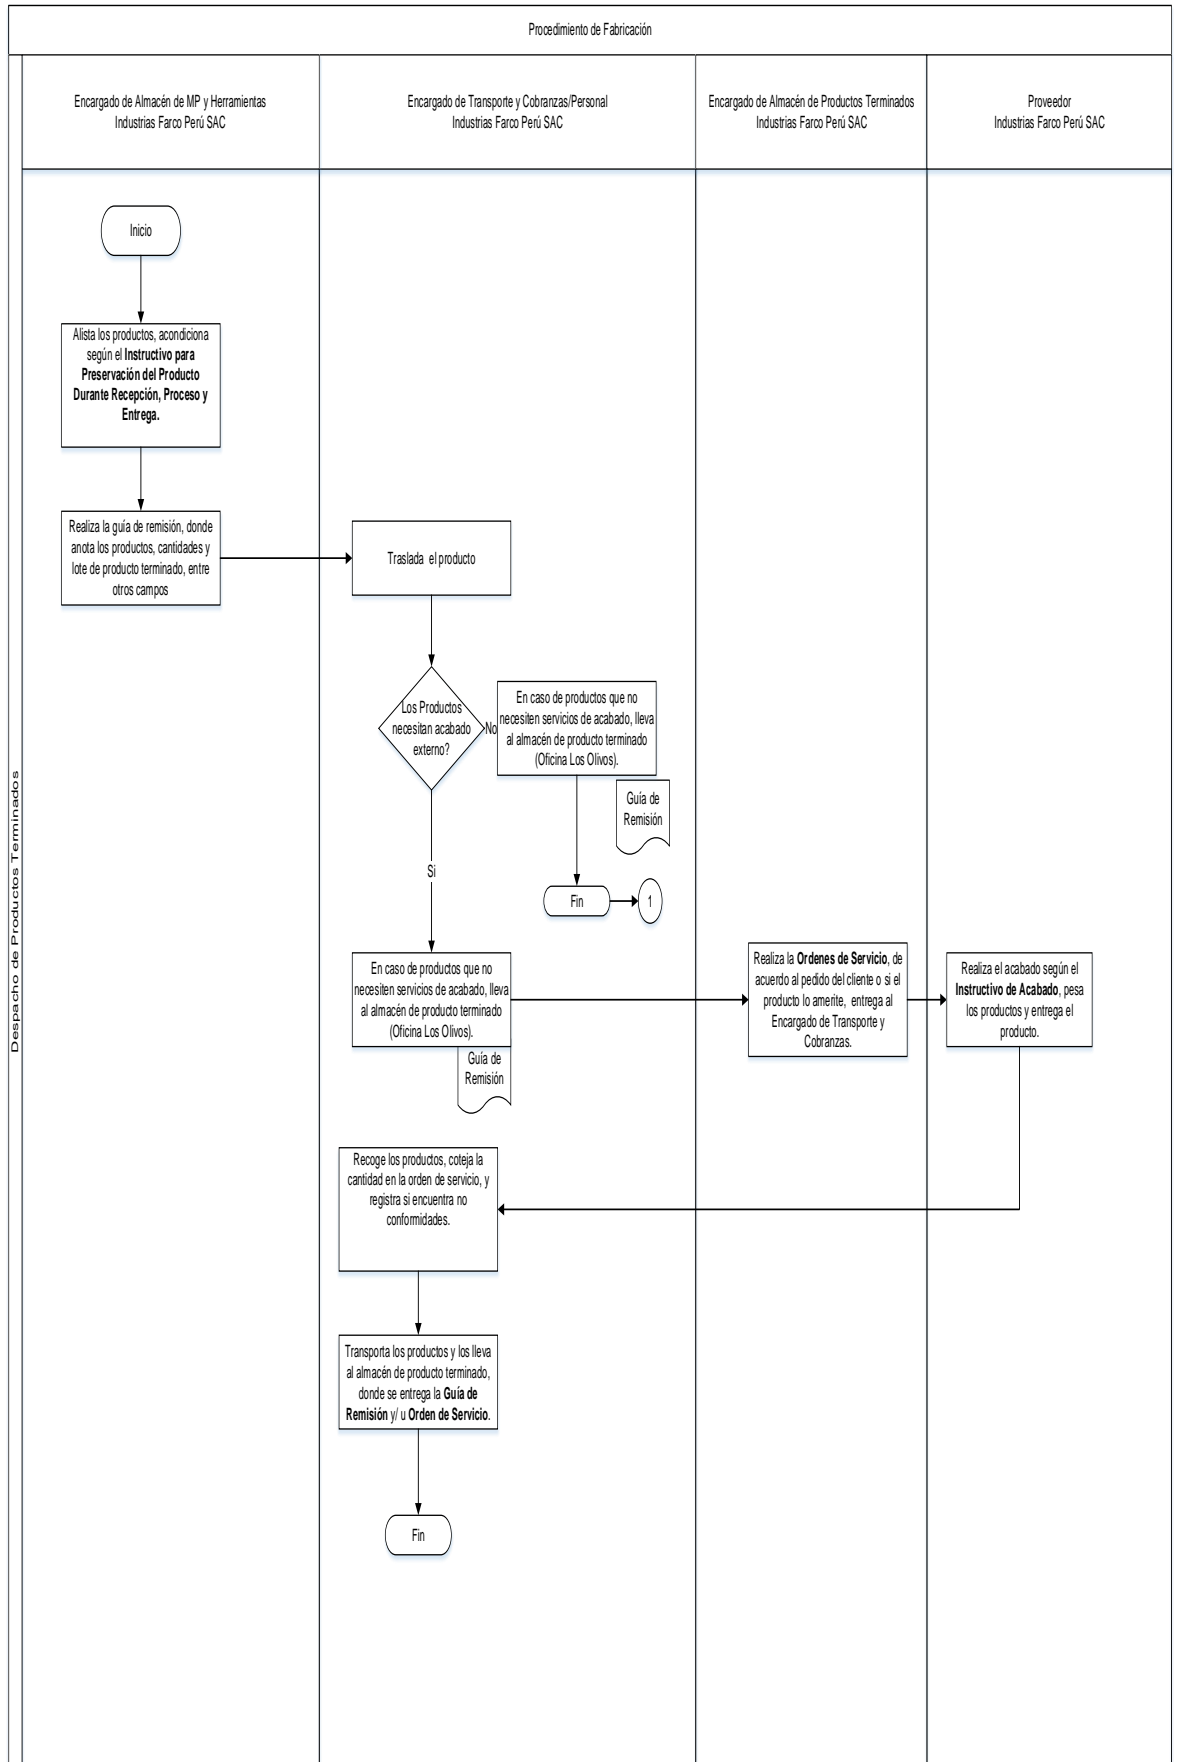 Procedimiento de Fabricación
Encargado de Almacén de MP y Herramientas
Industrias Farco Perú SAC
Encargado de Transporte y Cobranzas/Personal
Industrias Farco Perú SAC
Encargado de Almacén de Productos Terminados
Industrias Farco Perú SAC
Proveedor
Industrias Farco Perú SAC
Despacho de Productos Terminados
Inicio
Alista los productos, acondiciona
según el Instructivo para
Preservación del Producto
Durante Recepción, Proceso y
Entrega.
Realiza la guía de remisión, donde
anota los productos, cantidades y
lote de producto terminado, entre
otros campos
Traslada el producto
Los Productos
necesitan acabado
externo?
No
En caso de productos que no
necesiten servicios de acabado, lleva
al almacén de producto terminado
(Oficina Los Olivos).
Guía de
Remisión
Fin
1
Si
En caso de productos que no
necesiten servicios de acabado, lleva
al almacén de producto terminado
(Oficina Los Olivos).
Guía de
Remisión
Realiza la Ordenes de Servicio, de
acuerdo al pedido del cliente o si el
producto lo amerite, entrega al
Encargado de Transporte y
Cobranzas.
Realiza el acabado según el
Instructivo de Acabado, pesa
los productos y entrega el
producto.
Recoge los productos, coteja la
cantidad en la orden de servicio, y
registra si encuentra no
conformidades.
Transporta los productos y los lleva
al almacén de producto terminado,
donde se entrega la Guía de
Remisión y/ u Orden de Servicio.
Fin